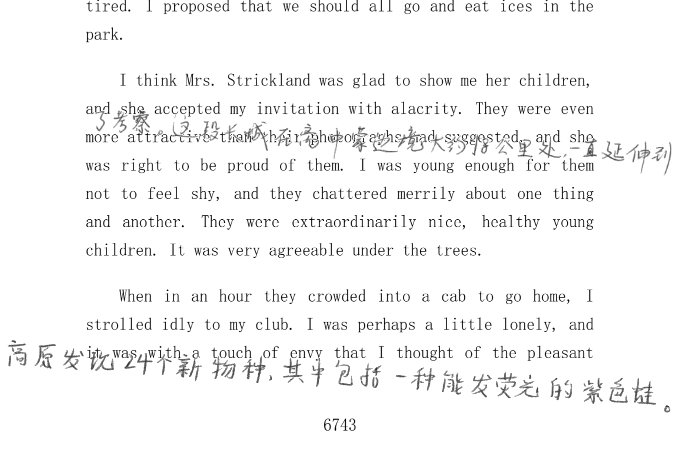 tired. I proposed that we should all go and eat ices in the
park.
I think Mrs. Strickland was glad to show me her children,
and she accepted my invitation with alacrity. They were even
了考察。这段长城在离中蒙边境大约12公里处,一直延伸到
more attractive than their photographs had suggested, and she
was right to be proud of them. I was young enough for them
not to feel shy, and they chattered merrily about one thing
and another. They were extraordinarily nice, healthy young
children. It was very agreeable under the trees.
When in an hour they crowded into a cab to go home, I
strolled idly to my club. I was perhaps a little lonely, and
it was with a touch of envy that I thought of the pleasant
高原发现24个新物种,其中包括一种能发荧光的紫色蛙。
6743